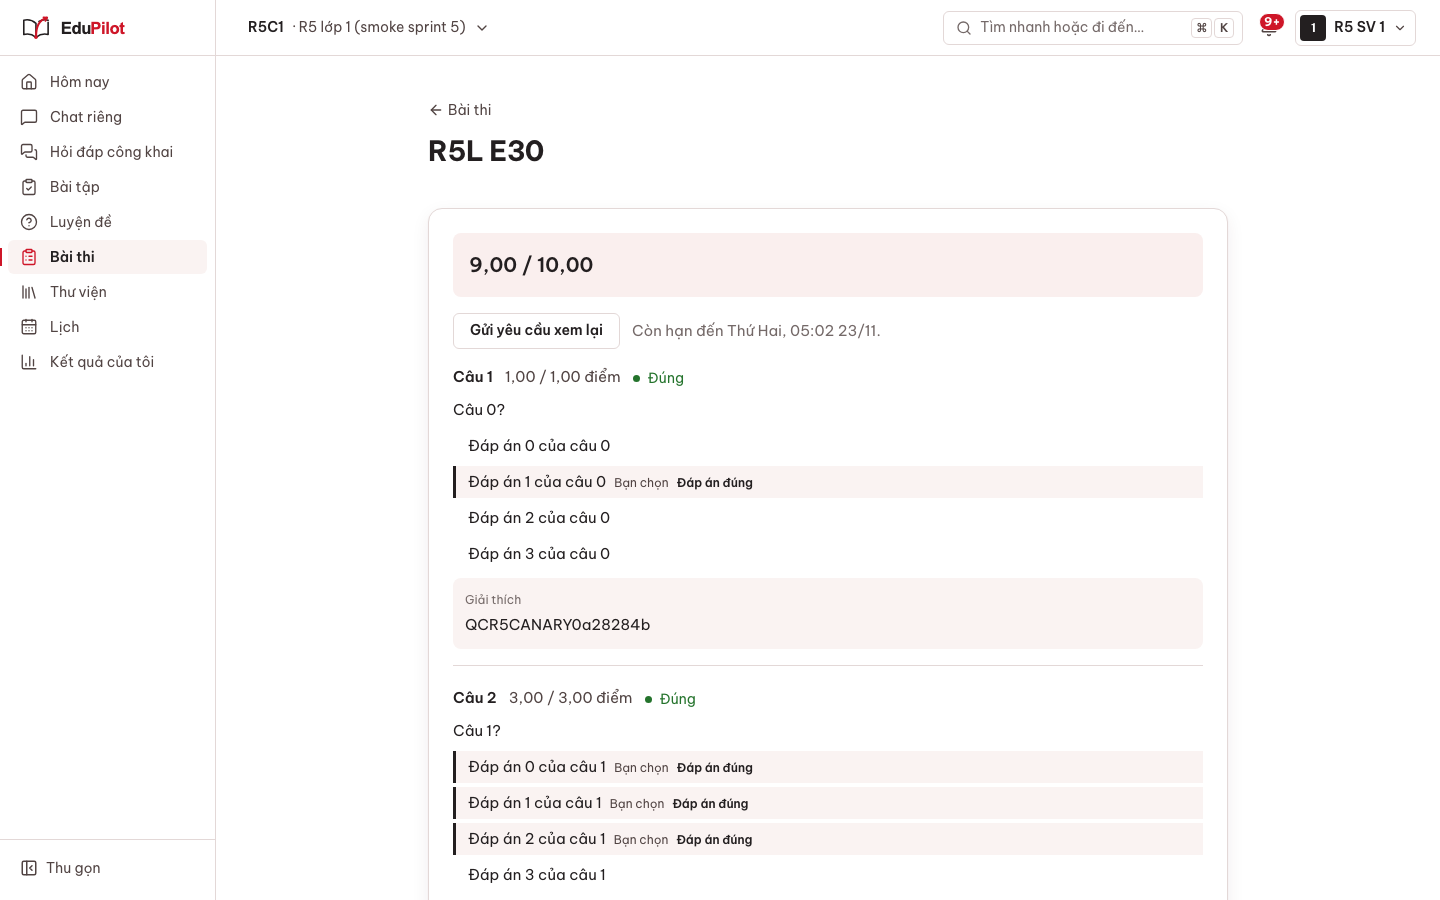 EduPilot
R5C1 · R5 lớp 1 (smoke sprint 5)
Tìm nhanh hoặc đi đến... ⌘ K
9+
1 R5 SV 1
Hôm nay
Chat riêng
Hỏi đáp công khai
Bài tập
Luyện đề
Bài thi
Thư viện
Lịch
Kết quả của tôi
Thu gọn
Bài thi
R5L E30
9,00 / 10,00
Gửi yêu cầu xem lại Còn hạn đến Thứ Hai, 05:02 23/11.
Câu 1 1,00 / 1,00 điểm Đúng
Câu 0?
Đáp án 0 của câu 0
Đáp án 1 của câu 0 Bạn chọn Đáp án đúng
Đáp án 2 của câu 0
Đáp án 3 của câu 0
Giải thích
QCR5CANARY0a28284b
Câu 2 3,00 / 3,00 điểm Đúng
Câu 1?
Đáp án 0 của câu 1 Bạn chọn Đáp án đúng
Đáp án 1 của câu 1 Bạn chọn Đáp án đúng
Đáp án 2 của câu 1 Bạn chọn Đáp án đúng
Đáp án 3 của câu 1